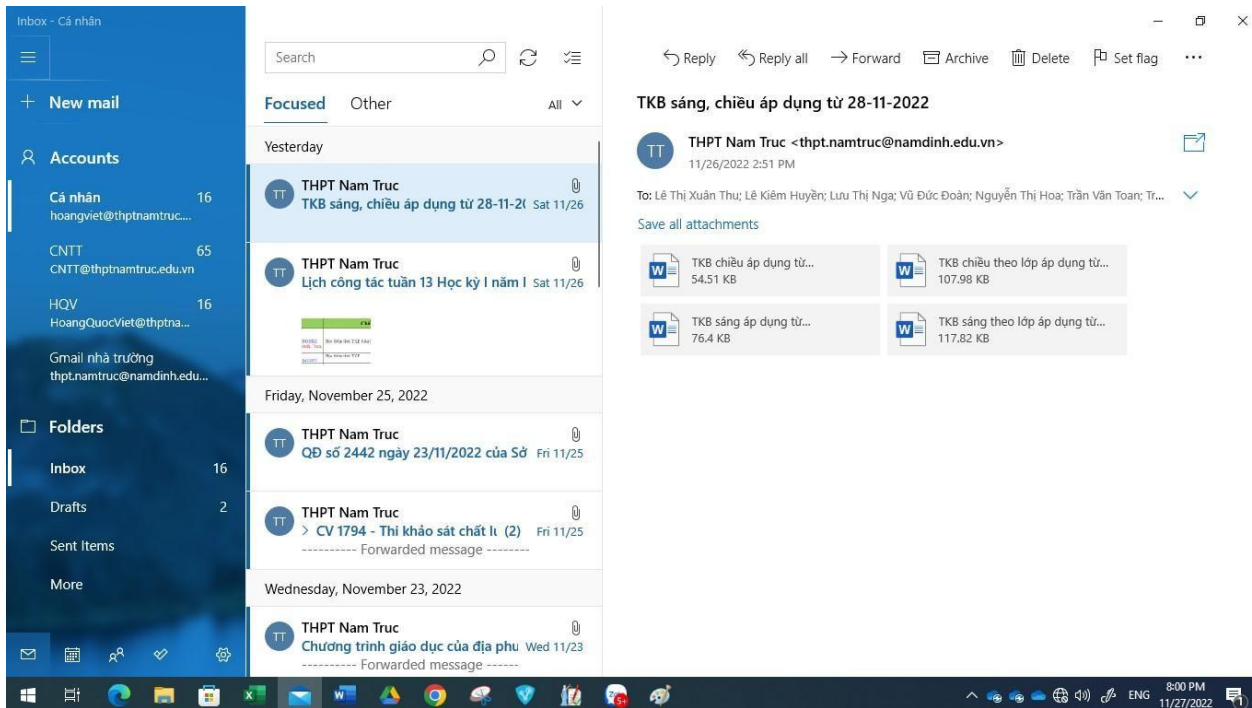 Inbox - Cá nhân
New mail
Accounts
Cá nhân 16
hoangviet@thptnamtruc....
CNTT 65
CNTT@thptnamtruc.edu.vn
HQV 16
HoangQuocViet@thptna...
Gmail nhà trường
thpt.namtruc@namdinh.edu...
Folders
Inbox 16
Drafts 2
Sent Items
More
Search
Focused Other All
Yesterday
TT THPT Nam Truc
TKB sáng, chiều áp dụng từ 28-11-2( Sat 11/26
TT THPT Nam Truc
Lịch công tác tuần 13 Học kỳ I năm l Sat 11/26
Friday, November 25, 2022
TT THPT Nam Truc
QĐ số 2442 ngày 23/11/2022 của Sở Fri 11/25
TT THPT Nam Truc
> CV 1794 - Thi khảo sát chất lι (2) Fri 11/25
---------- Forwarded message --------
Wednesday, November 23, 2022
TT THPT Nam Truc
Chương trình giáo dục của địa phu Wed 11/23
---------- Forwarded message ------
Reply Reply all Forward Archive Delete Set flag ...
TKB sáng, chiều áp dụng từ 28-11-2022
TT THPT Nam Truc <thpt.namtruc@namdinh.edu.vn>
11/26/2022 2:51 PM
To: Lê Thị Xuân Thu; Lê Kiêm Huyền; Lưu Thị Nga; Vũ Đức Đoàn; Nguyễn Thị Hoa; Trần Văn Toan; Tr...
Save all attachments
TKB chiều áp dụng từ...
54.51 KB
TKB chiều theo lớp áp dụng từ...
107.98 KB
TKB sáng áp dụng từ...
76.4 KB
TKB sáng theo lớp áp dụng từ...
117.82 KB
ENG
8:00 PM
11/27/2022
1